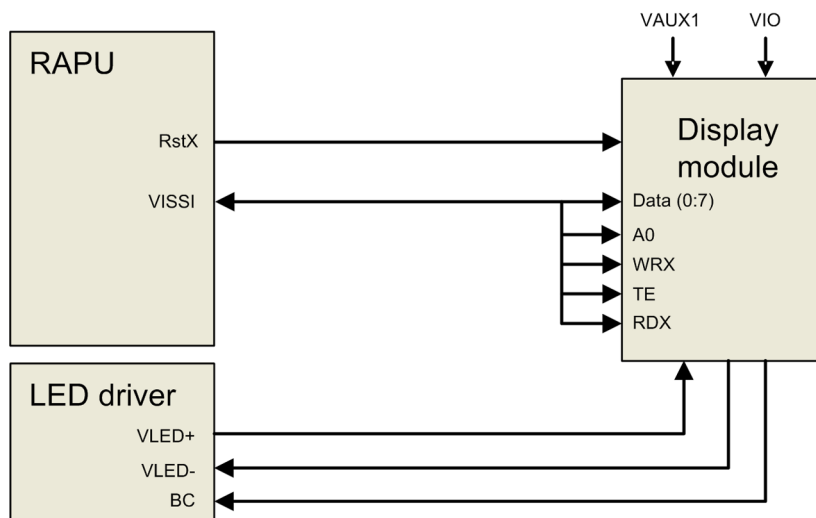 VAUX1 VIO
RAPU
Display
module
RstX
VISSI
Data (0:7)
A0
WRX
TE
RDX
LED driver
VLED+
VLED-
BC